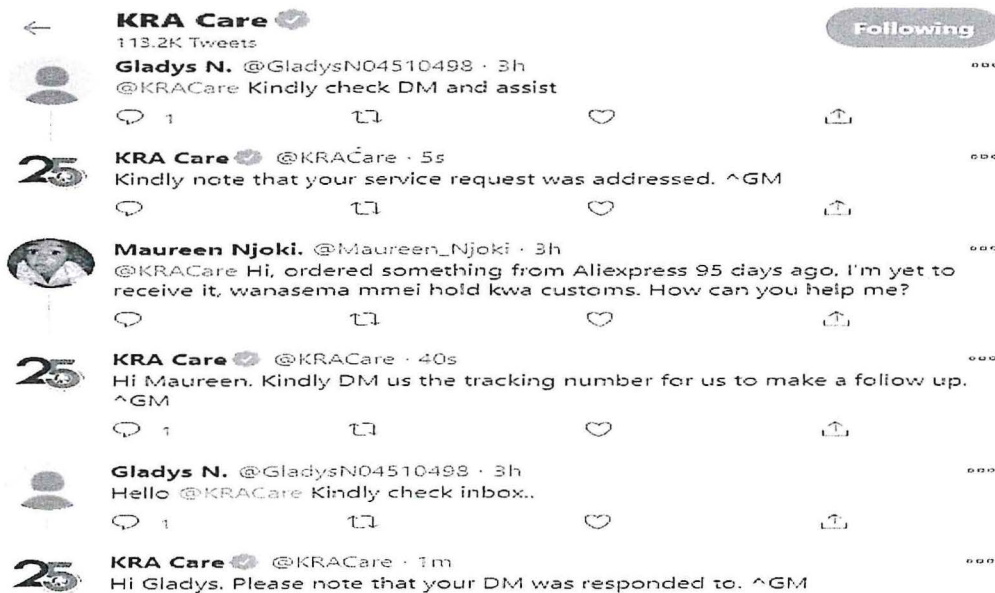 KRA Care
Following
113.2K Tweets
Gladys N. @GladysN04510498 · 3h
@KRACare Kindly check DM and assist
1
KRA Care @KRACare · 5s
Kindly note that your service request was addressed. ^GM
Maureen Njoki. @Maureen_Njoki · 3h
@KRACare Hi, ordered something from Aliexpress 95 days ago. I'm yet to
receive it, wanasema mmei hold kwa customs. How can you help me?
KRA Care @KRACare · 40s
Hi Maureen. Kindly DM us the tracking number for us to make a follow up.
^GM
1
Gladys N. @GladysN04510498 · 3h
Hello @KRACare Kindly check inbox..
1
KRA Care @KRACare · 1m
Hi Gladys. Please note that your DM was responded to. ^GM
25
25
25